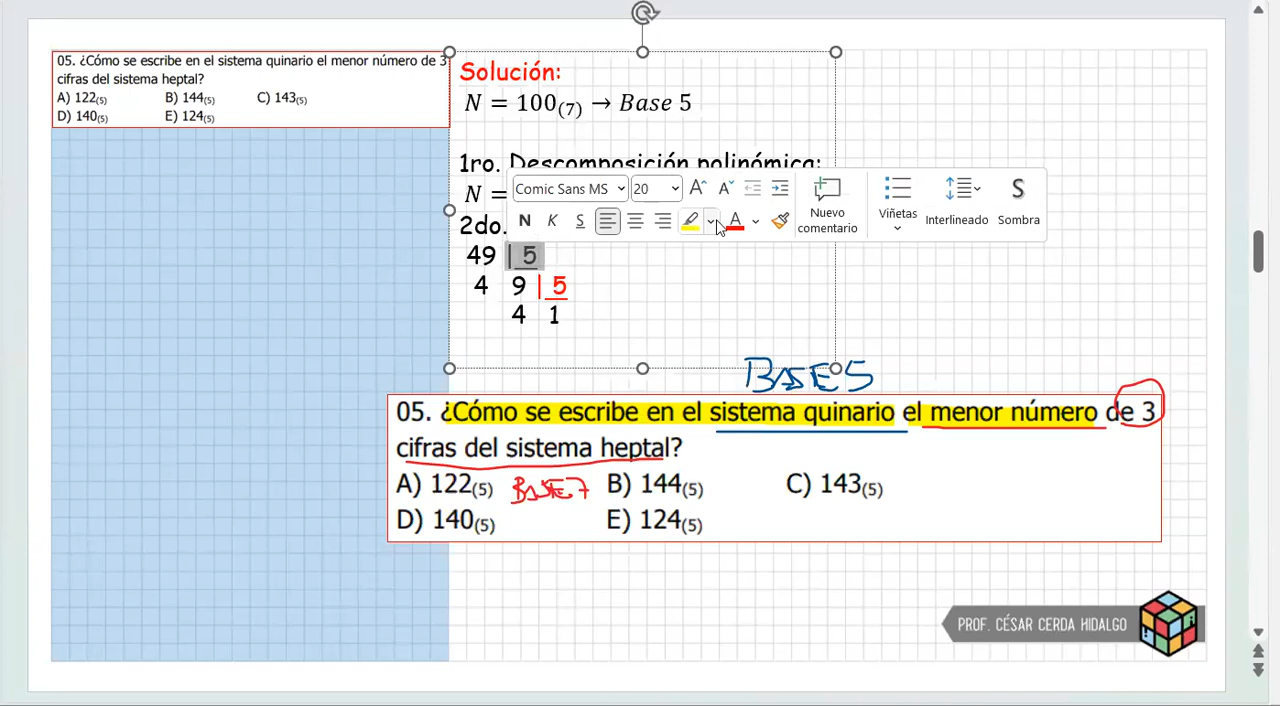 05. ¿Cómo se escribe en el sistema quinario el menor número de 3
cifras del sistema heptal?
A) 122(5) B) 144(5) C) 143(5)
D) 140(5) E) 124(5)
Solución:
N = 100(7) → Base 5
1ro. Descomposición polinómica:
N =
2do.
49 | 5
4 9 | 5
4 1
Comic Sans MS 20
N K S
Nuevo
comentario
Viñetas
Interlineado
Sombra
BASE 5
05. ¿Cómo se escribe en el sistema quinario el menor número de 3
cifras del sistema heptal?
A) 122(5) BASE 7 B) 144(5) C) 143(5)
D) 140(5) E) 124(5)
PROF. CÉSAR CERDA HIDALGO